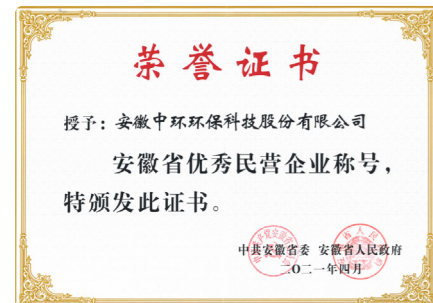 荣誉证书
授予：安徽中环环保科技股份有限公司
安徽省优秀民营企业称号，
特颁发此证书。
中共安徽省委 安徽省人民政府
二〇二一年四月